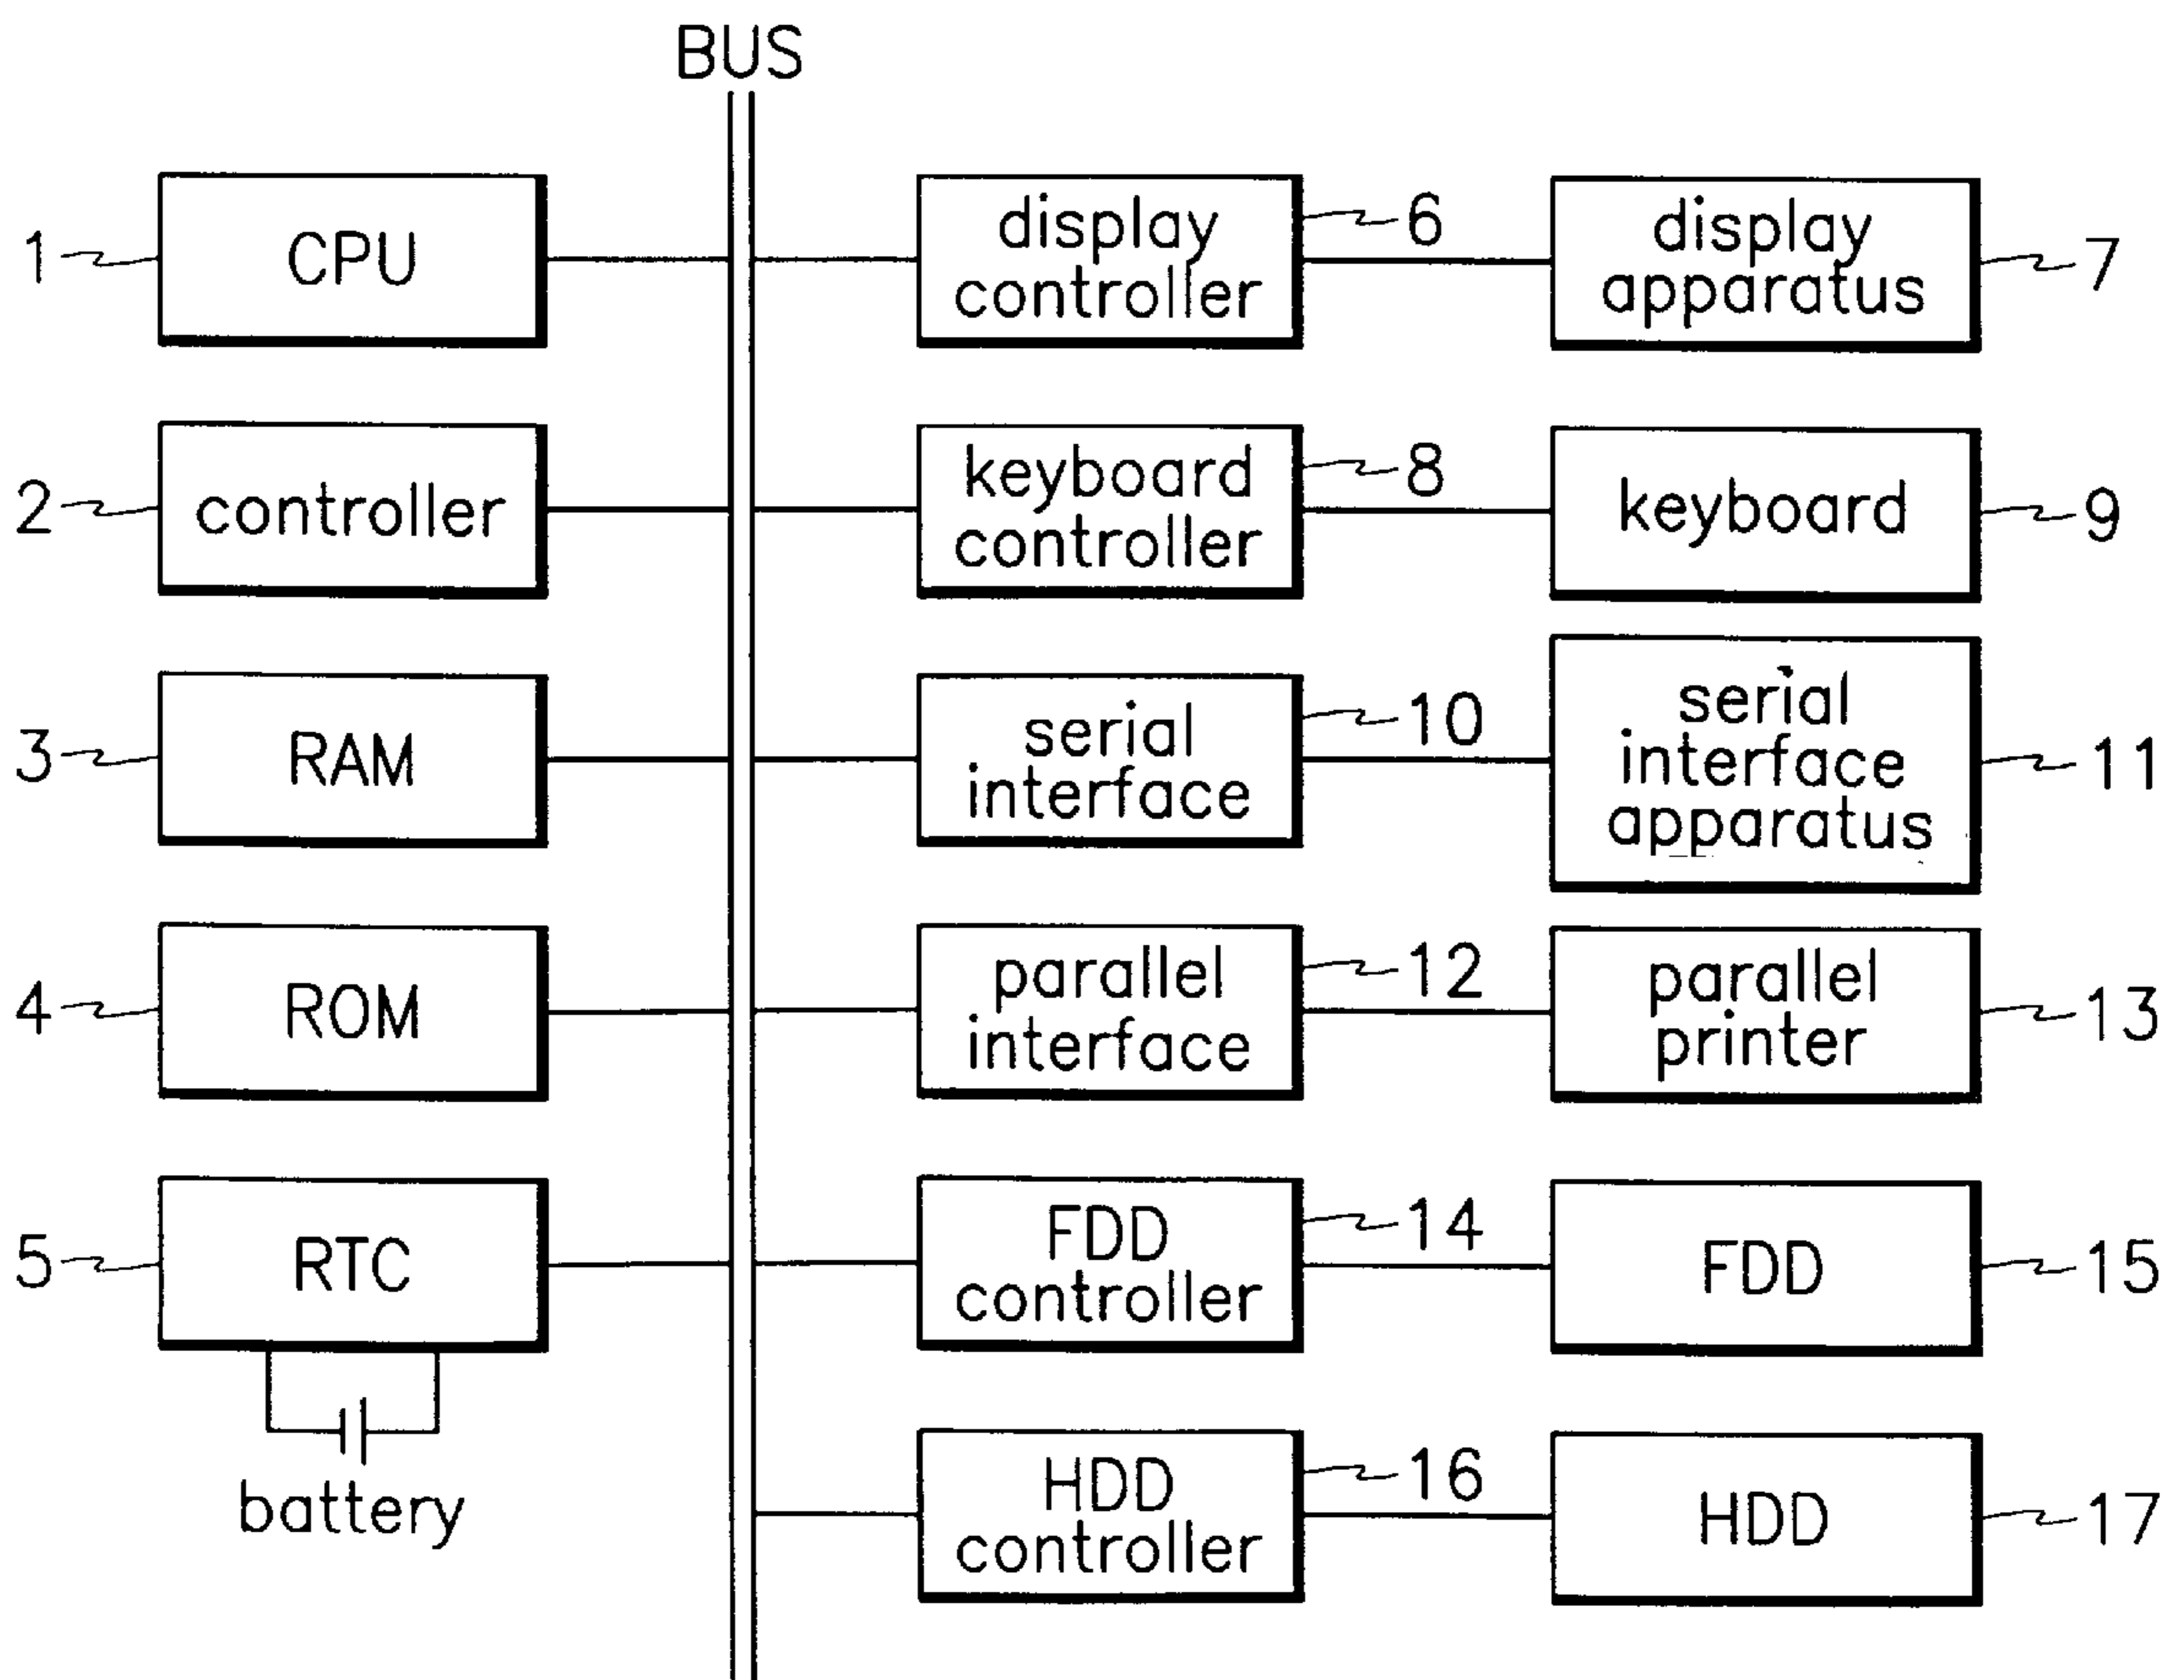 BUS
1
CPU
display
controller
6
display
apparatus
7
2
controller
keyboard
controller
8
keyboard
9
3
RAM
serial
interface
10
serial
interface
apparatus
11
4
ROM
parallel
interface
12
parallel
printer
13
5
RTC
FDD
controller
14
FDD
15
battery
HDD
controller
16
HDD
17